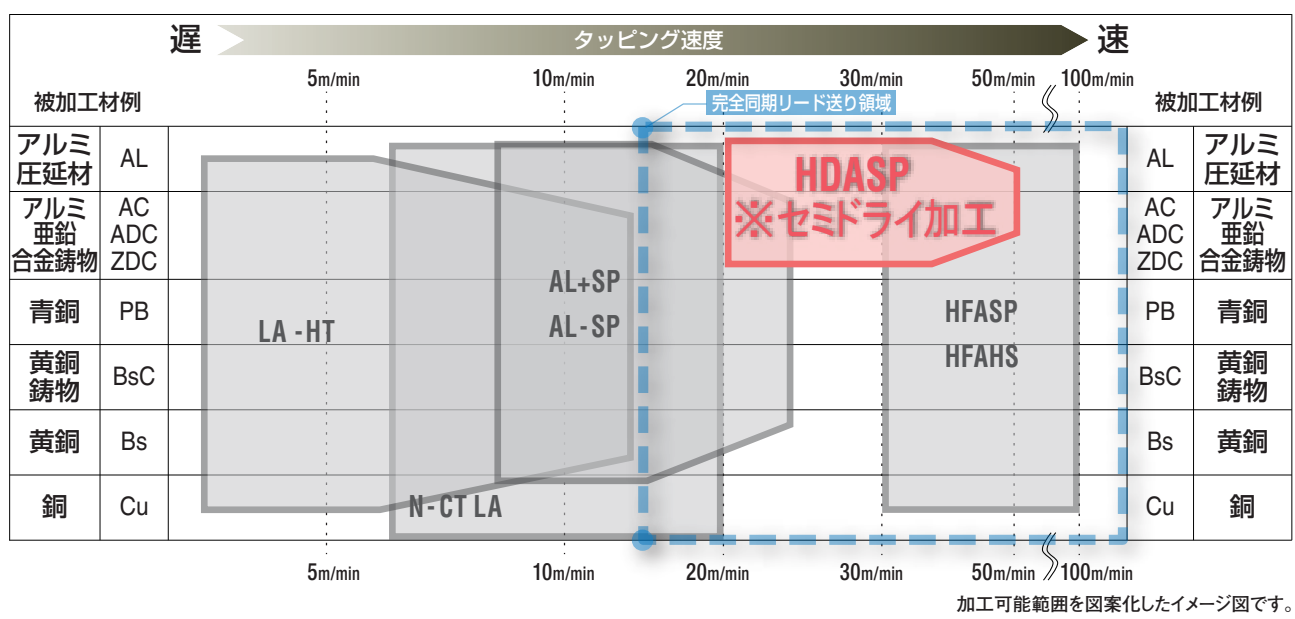 遅 タッピング速度 速
5m/min 10m/min 20m/min 30m/min 50m/min 100m/min
被加工材例 完全同期リード送り領域 被加工材例
アルミ
圧延材
AL
HDASP
※セミドライ加工
AL
アルミ
圧延材
アルミ
亜鉛
合金鋳物
AC
ADC
ZDC
AC
ADC
ZDC
アルミ
亜鉛
合金鋳物
AL+SP
AL-SP
青銅 PB
LA-HT
HFASP
HFAHS
PB 青銅
黄銅
鋳物
BsC
BsC
黄銅
鋳物
黄銅 Bs Bs 黄銅
銅 Cu N-CT LA Cu 銅
5m/min 10m/min 20m/min 30m/min 50m/min 100m/min
加工可能範囲を図案化したイメージ図です。